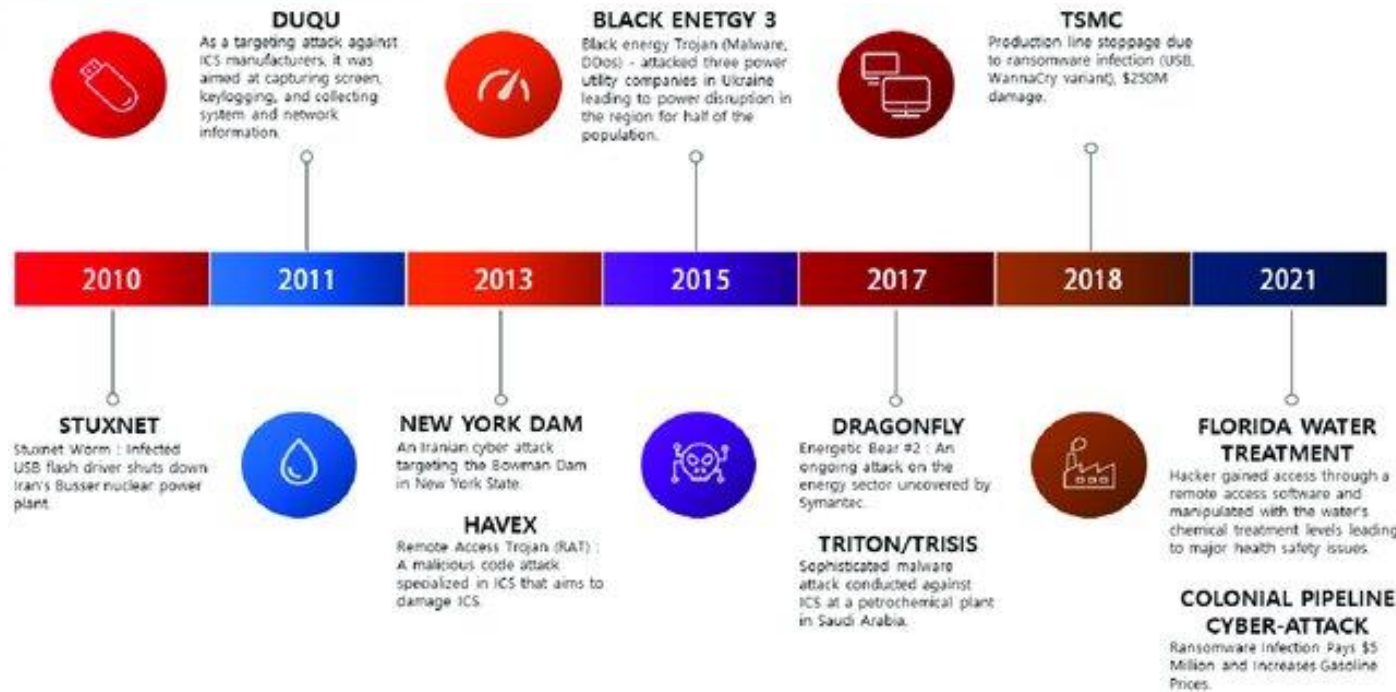 DUQU
As a targeting attack against
ICS manufacturers, it was
aimed at capturing screen,
keylogging, and collecting
system and network
information.
BLACK ENETGY 3
Black energy Trojan (Malware,
DDos) - attacked three power
utility companies in Ukraine
leading to power disruption in
the region for half of the
population.
TSMC
Production line stoppage due
to ransomware infection (USB,
WannaCry variant), $250M
damage.
2010
2011
2013
2015
2017
2018
2021
STUXNET
Stuxnet Worm : Infected
USB flash driver shuts down
Iran's Busser nuclear power
plant.
NEW YORK DAM
An Iranian cyber attack
targeting the Bowman Dam
in New York State.
HAVEX
Remote Access Trojan (RAT) :
A malicious code attack
specialized in ICS that aims to
damage ICS.
DRAGONFLY
Energetic Bear #2 : An
ongoing attack on the
energy sector uncovered by
Symantec.
TRITON/TRISIS
Sophisticated malware
attack conducted against
ICS at a petrochemical plant
in Saudi Arabia.
FLORIDA WATER
TREATMENT
Hacker gained access through a
remote access software and
manipulated with the water's
chemical treatment levels leading
to major health safety issues.
COLONIAL PIPELINE
CYBER-ATTACK
Ransomware Infection Pays $5
Million and Increases Gasoline
Prices.